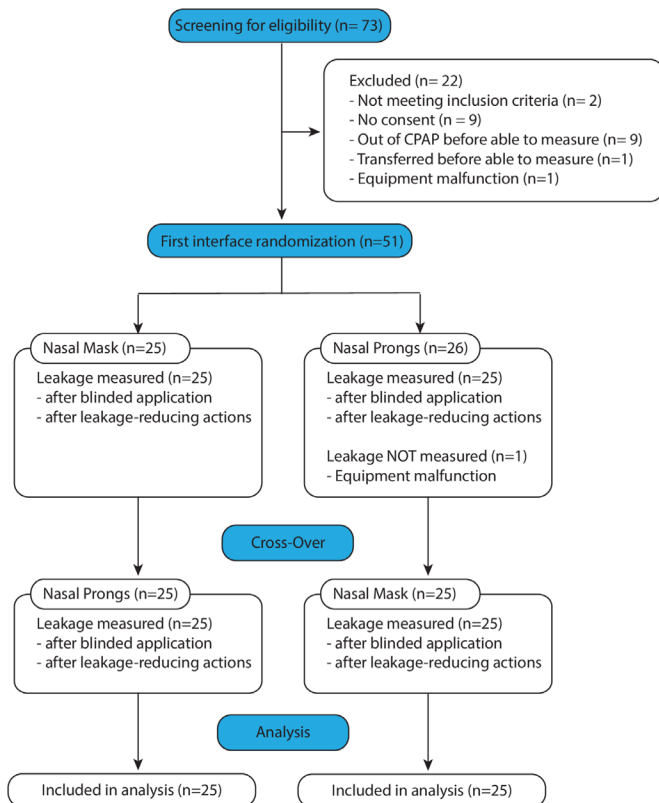 Screening for eligibility (n= 73)
Excluded (n= 22)
- Not meeting inclusion criteria (n= 2)
- No consent (n = 9)
- Out of CPAP before able to measure (n= 9)
- Transferred before able to measure (n=1)
- Equipment malfunction (n=1)
First interface randomization (n=51)
Nasal Mask (n=25)
Leakage measured (n=25)
- after blinded application
- after leakage-reducing actions
Nasal Prongs (n=26)
Leakage measured (n=25)
- after blinded application
- after leakage-reducing actions
Leakage NOT measured (n=1)
- Equipment malfunction
Cross-Over
Nasal Prongs (n=25)
Leakage measured (n=25)
- after blinded application
- after leakage-reducing actions
Nasal Mask (n=25)
Leakage measured (n=25)
- after blinded application
- after leakage-reducing actions
Analysis
Included in analysis (n=25)
Included in analysis (n=25)